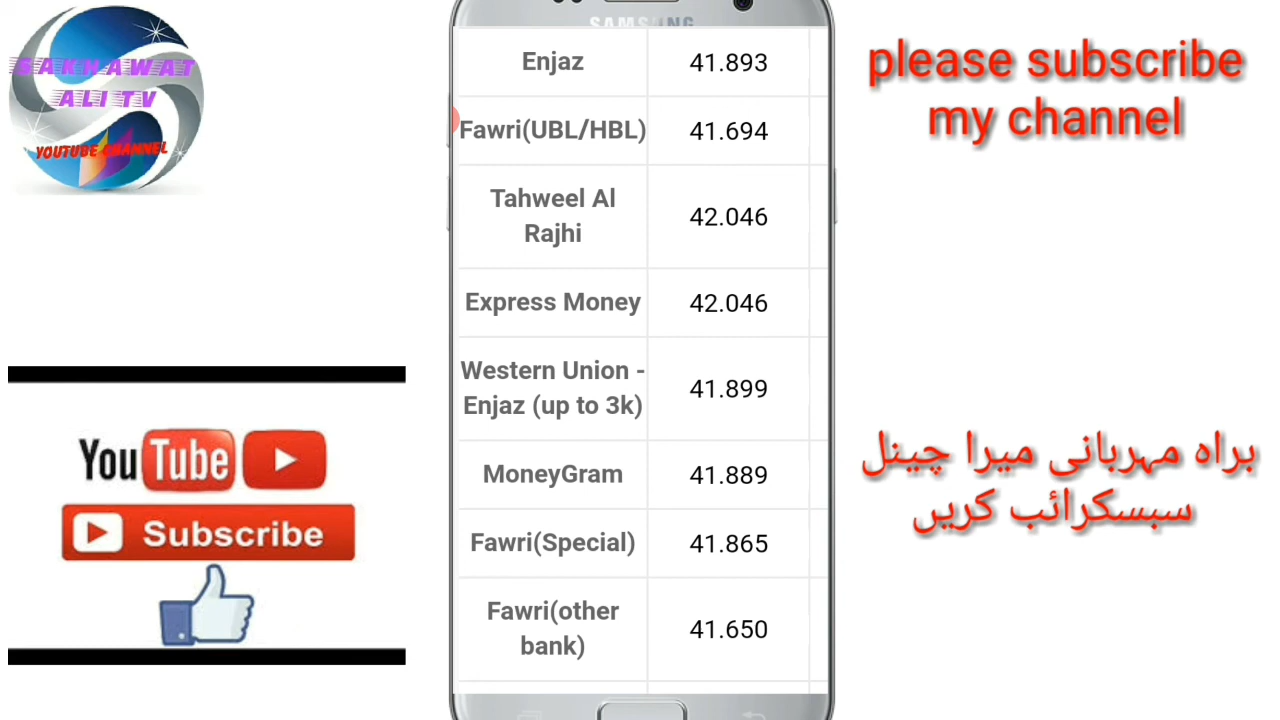 SAKHAWAT
ALI TV
YOUTUBE CHANNEL
SAMSUNG
Enjaz 41.893
Fawri(UBL/HBL) 41.694
Tahweel Al
Rajhi 42.046
Express Money 42.046
Western Union -
Enjaz (up to 3k) 41.899
MoneyGram 41.889
Fawri(Special) 41.865
Fawri(other
bank) 41.650
please subscribe
my channel
YouTube
Subscribe
براہ مہربانی میرا چینل
سبسکرائب کریں